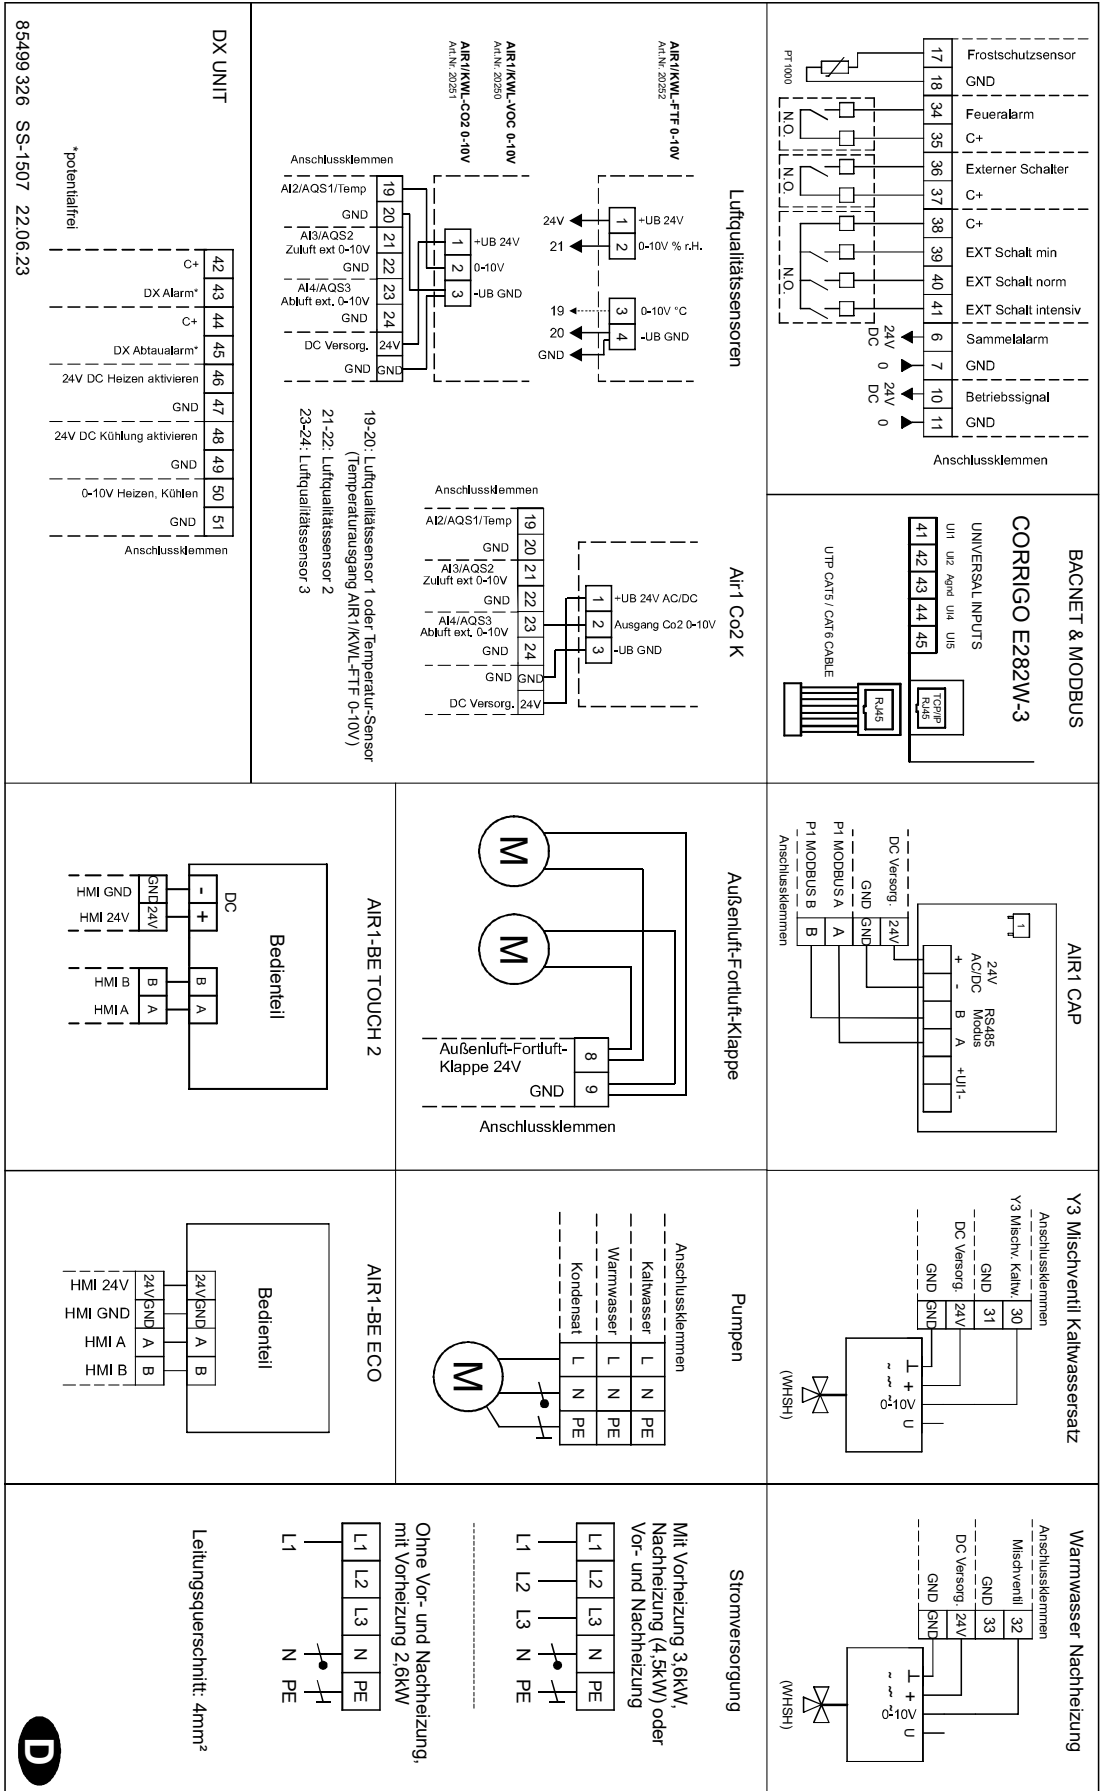 Frostschutzsensor
GND
Feueralarm
C+
Externer Schalter
C+
C+
EXT Schalt min
EXT Schalt norm
EXT Schalt intensiv
Sammelalarm
GND
Betriebssignal
GND
17
18
34
35
36
37
38
39
40
41
6
7
10
11
PT1000
N.O.
N.O.
N.O.
24V
DC
0
24V
DC
0
Anschlussklemmen
BACNET & MODBUS
CORRIGO E282W-3
UNIVERSAL INPUTS
UI1 UI2 Agnd UI4 UI5
41 42 43 44 45
TCP/IP
RJ45
RJ45
UTP CAT5 / CAT6 CABLE
AIR1 CAP
1
24V
AC/DC
+ -
RS485
Modus
B A
+UI1-
DC Versorg. 24V
GND GND
P1 MODBUS A A
P1 MODBUS B B
Anschlussklemmen
Y3 Mischventil Kaltwassersatz
Anschlussklemmen
Y3 Mischv. Kaltw. 30
GND 31
DC Versorg. 24V
GND GND
⊥ + 0-10V U
~ ~ ~
(WHSH)
Warmwasser Nachheizung
Anschlussklemmen
Mischventil 32
GND 33
DC Versorg. 24V
GND GND
⊥ + 0-10V U
~ ~ ~
(WHSH)
Luftqualitätssensoren
AIR1/KWL-FTF 0-10V
Art.Nr. 20252
24V 1 +UB 24V
21 2 0-10V % r.H.
19 3 0-10V °C
20 4 -UB GND
GND
AIR1/KWL-VOC 0-10V
Art.Nr. 20250
AIR1/KWL-CO2 0-10V
Art.Nr. 20251
1 +UB 24V
2 0-10V
3 -UB GND
Anschlussklemmen
AI2/AQS1/Temp 19
GND 20
AI3/AQS2
Zuluft ext 0-10V 21
GND 22
AI4/AQS3
Abluft ext. 0-10V 23
GND 24
DC Versorg. 24V
GND GND
Air1 Co2 K
1 +UB 24V AC/DC
2 Ausgang Co2 0-10V
3 -UB GND
Anschlussklemmen
AI2/AQS1/Temp 19
GND 20
AI3/AQS2
Zuluft ext 0-10V 21
GND 22
AI4/AQS3
Abluft ext. 0-10V 23
GND 24
GND GND
DC Versorg. 24V
19-20: Luftqualitätssensor 1 oder Temperatur-Sensor
(Temperaturausgang AIR1/KWL-FTF 0-10V)
21-22: Luftqualitätssensor 2
23-24: Luftqualitätssensor 3
Außenluft-Fortluft-Klappe
M
M
Außenluft-Fortluft-
Klappe 24V 8
GND 9
Anschlussklemmen
Pumpen
Anschlussklemmen
Kaltwasser L N PE
Warmwasser L N PE
Kondensat L N PE
M
Stromversorgung
Mit Vorheizung 3,6kW,
Nachheizung (4,5kW) oder
Vor- und Nachheizung
L1 L2 L3 N PE
L1 L2 L3 N PE
Ohne Vor- und Nachheizung,
mit Vorheizung 2,6kW
L1 L2 L3 N PE
L1 N PE
Leitungsquerschnitt: 4mm²
DX UNIT
C+ 42
DX Alarm* 43
C+ 44
DX Abtaualarm* 45
24V DC Heizen aktivieren 46
GND 47
24V DC Kühlung aktivieren 48
GND 49
0-10V Heizen, Kühlen 50
GND 51
Anschlussklemmen
*potentialfrei
85499 326 SS-1507 22.06.23
AIR1-BE TOUCH 2
Bedienteil
DC
HMI GND GND -
HMI 24V 24V +
HMI B B B
HMI A A A
AIR1-BE ECO
Bedienteil
HMI 24V 24V 24V
HMI GND GND GND
HMI A A A
HMI B B B
D